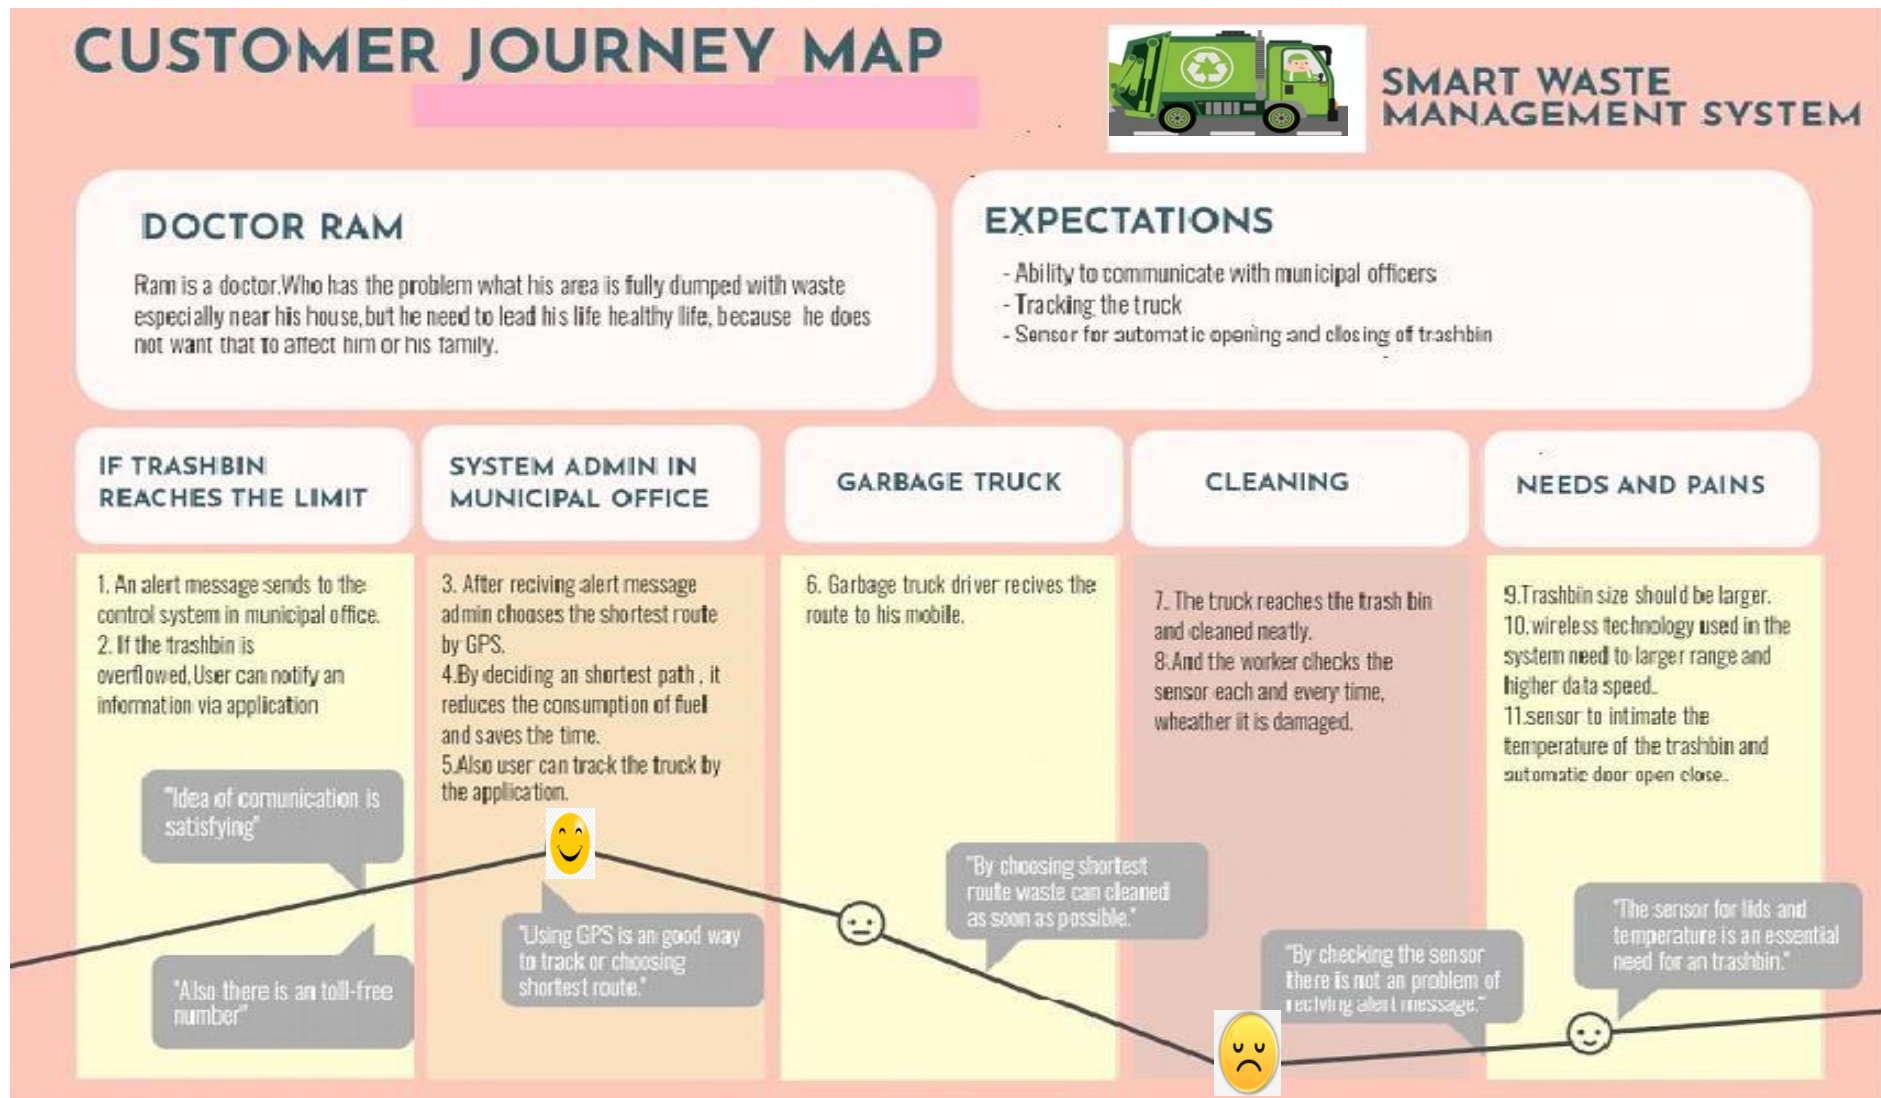 CUSTOMER JOURNEY MAP
SMART WASTE
MANAGEMENT SYSTEM
DOCTOR RAM
Ram is a doctor.Who has the problem what his area is fully dumped with waste
especially near his house,but he need to lead his life healthy life, because he does
not want that to affect him or his family.
EXPECTATIONS
- Ability to communicate with municipal officers
- Tracking the truck
- Sensor for automatic opening and closing of trashbin
IF TRASHBIN
REACHES THE LIMIT
1. An alert message sends to the
control system in municipal office.
2. If the trashbin is
overflowed,User can notify an
information via application
"Idea of comunication is
satisfying"
"Also there is an toll-free
number"
SYSTEM ADMIN IN
MUNICIPAL OFFICE
3. After reciving alert message
admin chooses the shortest route
by GPS.
4.By deciding an shortest path , it
reduces the consumption of fuel
and saves the time.
5.Also user can track the truck by
the application.
"Using GPS is an good way
to track or choosing
shortest route."
GARBAGE TRUCK
6. Garbage truck driver recives the
route to his mobile.
"By choosing shortest
route waste can cleaned
as soon as possible."
CLEANING
7. The truck reaches the trash bin
and cleaned neatly.
8.And the worker checks the
sensor each and every time,
wheather it is damaged.
"By checking the sensor
there is not an problem of
reciving alert message."
NEEDS AND PAINS
9.Trashbin size should be larger.
10.wireless technology used in the
system need to larger range and
higher data speed..
11.sensor to intimate the
temperature of the trashbin and
automatic door open close..
"The sensor for lids and
temperature is an essential
need for an trashbin."